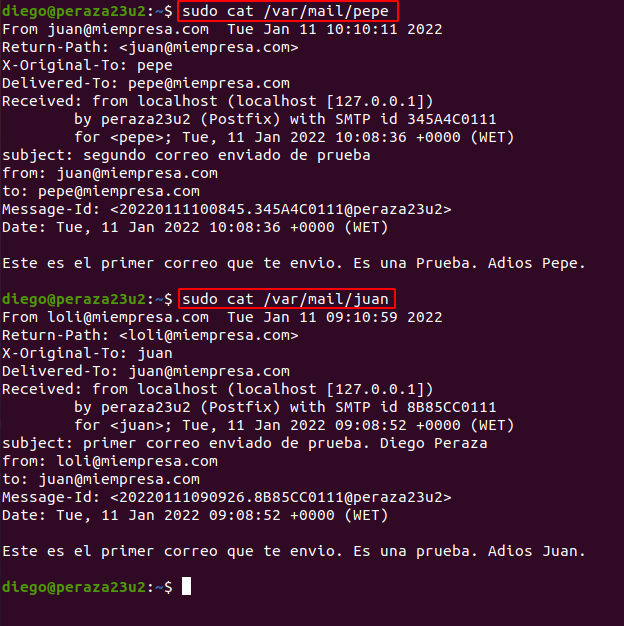 diego@peraza23u2:~$ sudo cat /var/mail/pepe
From juan@miempresa.com  Tue Jan 11 10:10:11 2022
Return-Path: <juan@miempresa.com>
X-Original-To: pepe
Delivered-To: pepe@miempresa.com
Received: from localhost (localhost [127.0.0.1])
        by peraza23u2 (Postfix) with SMTP id 345A4C0111
        for <pepe>; Tue, 11 Jan 2022 10:08:36 +0000 (WET)
subject: segundo correo enviado de prueba
from: juan@miempresa.com
to: pepe@miempresa.com
Message-Id: <20220111100845.345A4C0111@peraza23u2>
Date: Tue, 11 Jan 2022 10:08:36 +0000 (WET)

Este es el primer correo que te envio. Es una Prueba. Adios Pepe.

diego@peraza23u2:~$ sudo cat /var/mail/juan
From loli@miempresa.com  Tue Jan 11 09:10:59 2022
Return-Path: <loli@miempresa.com>
X-Original-To: juan
Delivered-To: juan@miempresa.com
Received: from localhost (localhost [127.0.0.1])
        by peraza23u2 (Postfix) with SMTP id 8B85CC0111
        for <juan>; Tue, 11 Jan 2022 09:08:52 +0000 (WET)
subject: primer correo enviado de prueba. Diego Peraza
from: loli@miempresa.com
to: juan@miempresa.com
Message-Id: <20220111090926.8B85CC0111@peraza23u2>
Date: Tue, 11 Jan 2022 09:08:52 +0000 (WET)

Este es el primer correo que te envio. Es una prueba. Adios Juan.

diego@peraza23u2:~$